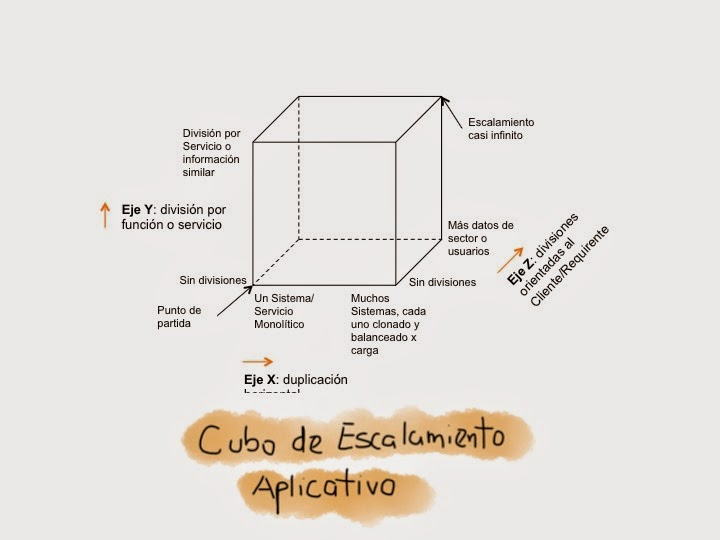 División por
Servicio o
información
similar
Escalamiento
casi infinito
Eje Y: división por
función o servicio
Más datos de
sector o
usuarios
Eje Z: divisiones
orientadas al
Cliente/Requirente
Sin divisiones
Sin divisiones
Punto de
partida
Un Sistema/
Servicio
Monolítico
Muchos
Sistemas, cada
uno clonado y
balanceado x
carga
Eje X: duplicación
horizontal
Cubo de Escalamiento
Aplicativo